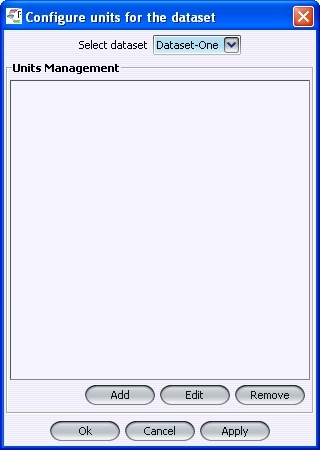 Configure units for the dataset
Select dataset Dataset-One
Units Management
Add Edit Remove
Ok Cancel Apply